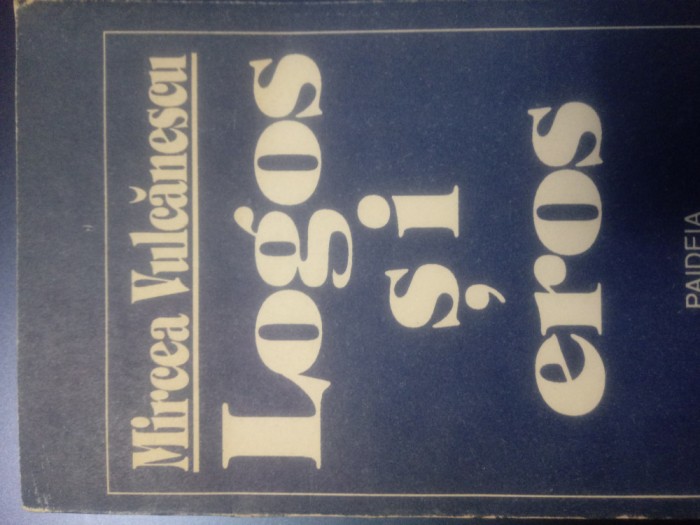 Mircea Vulcănescu
Logos
și
eros
PAIDEIA